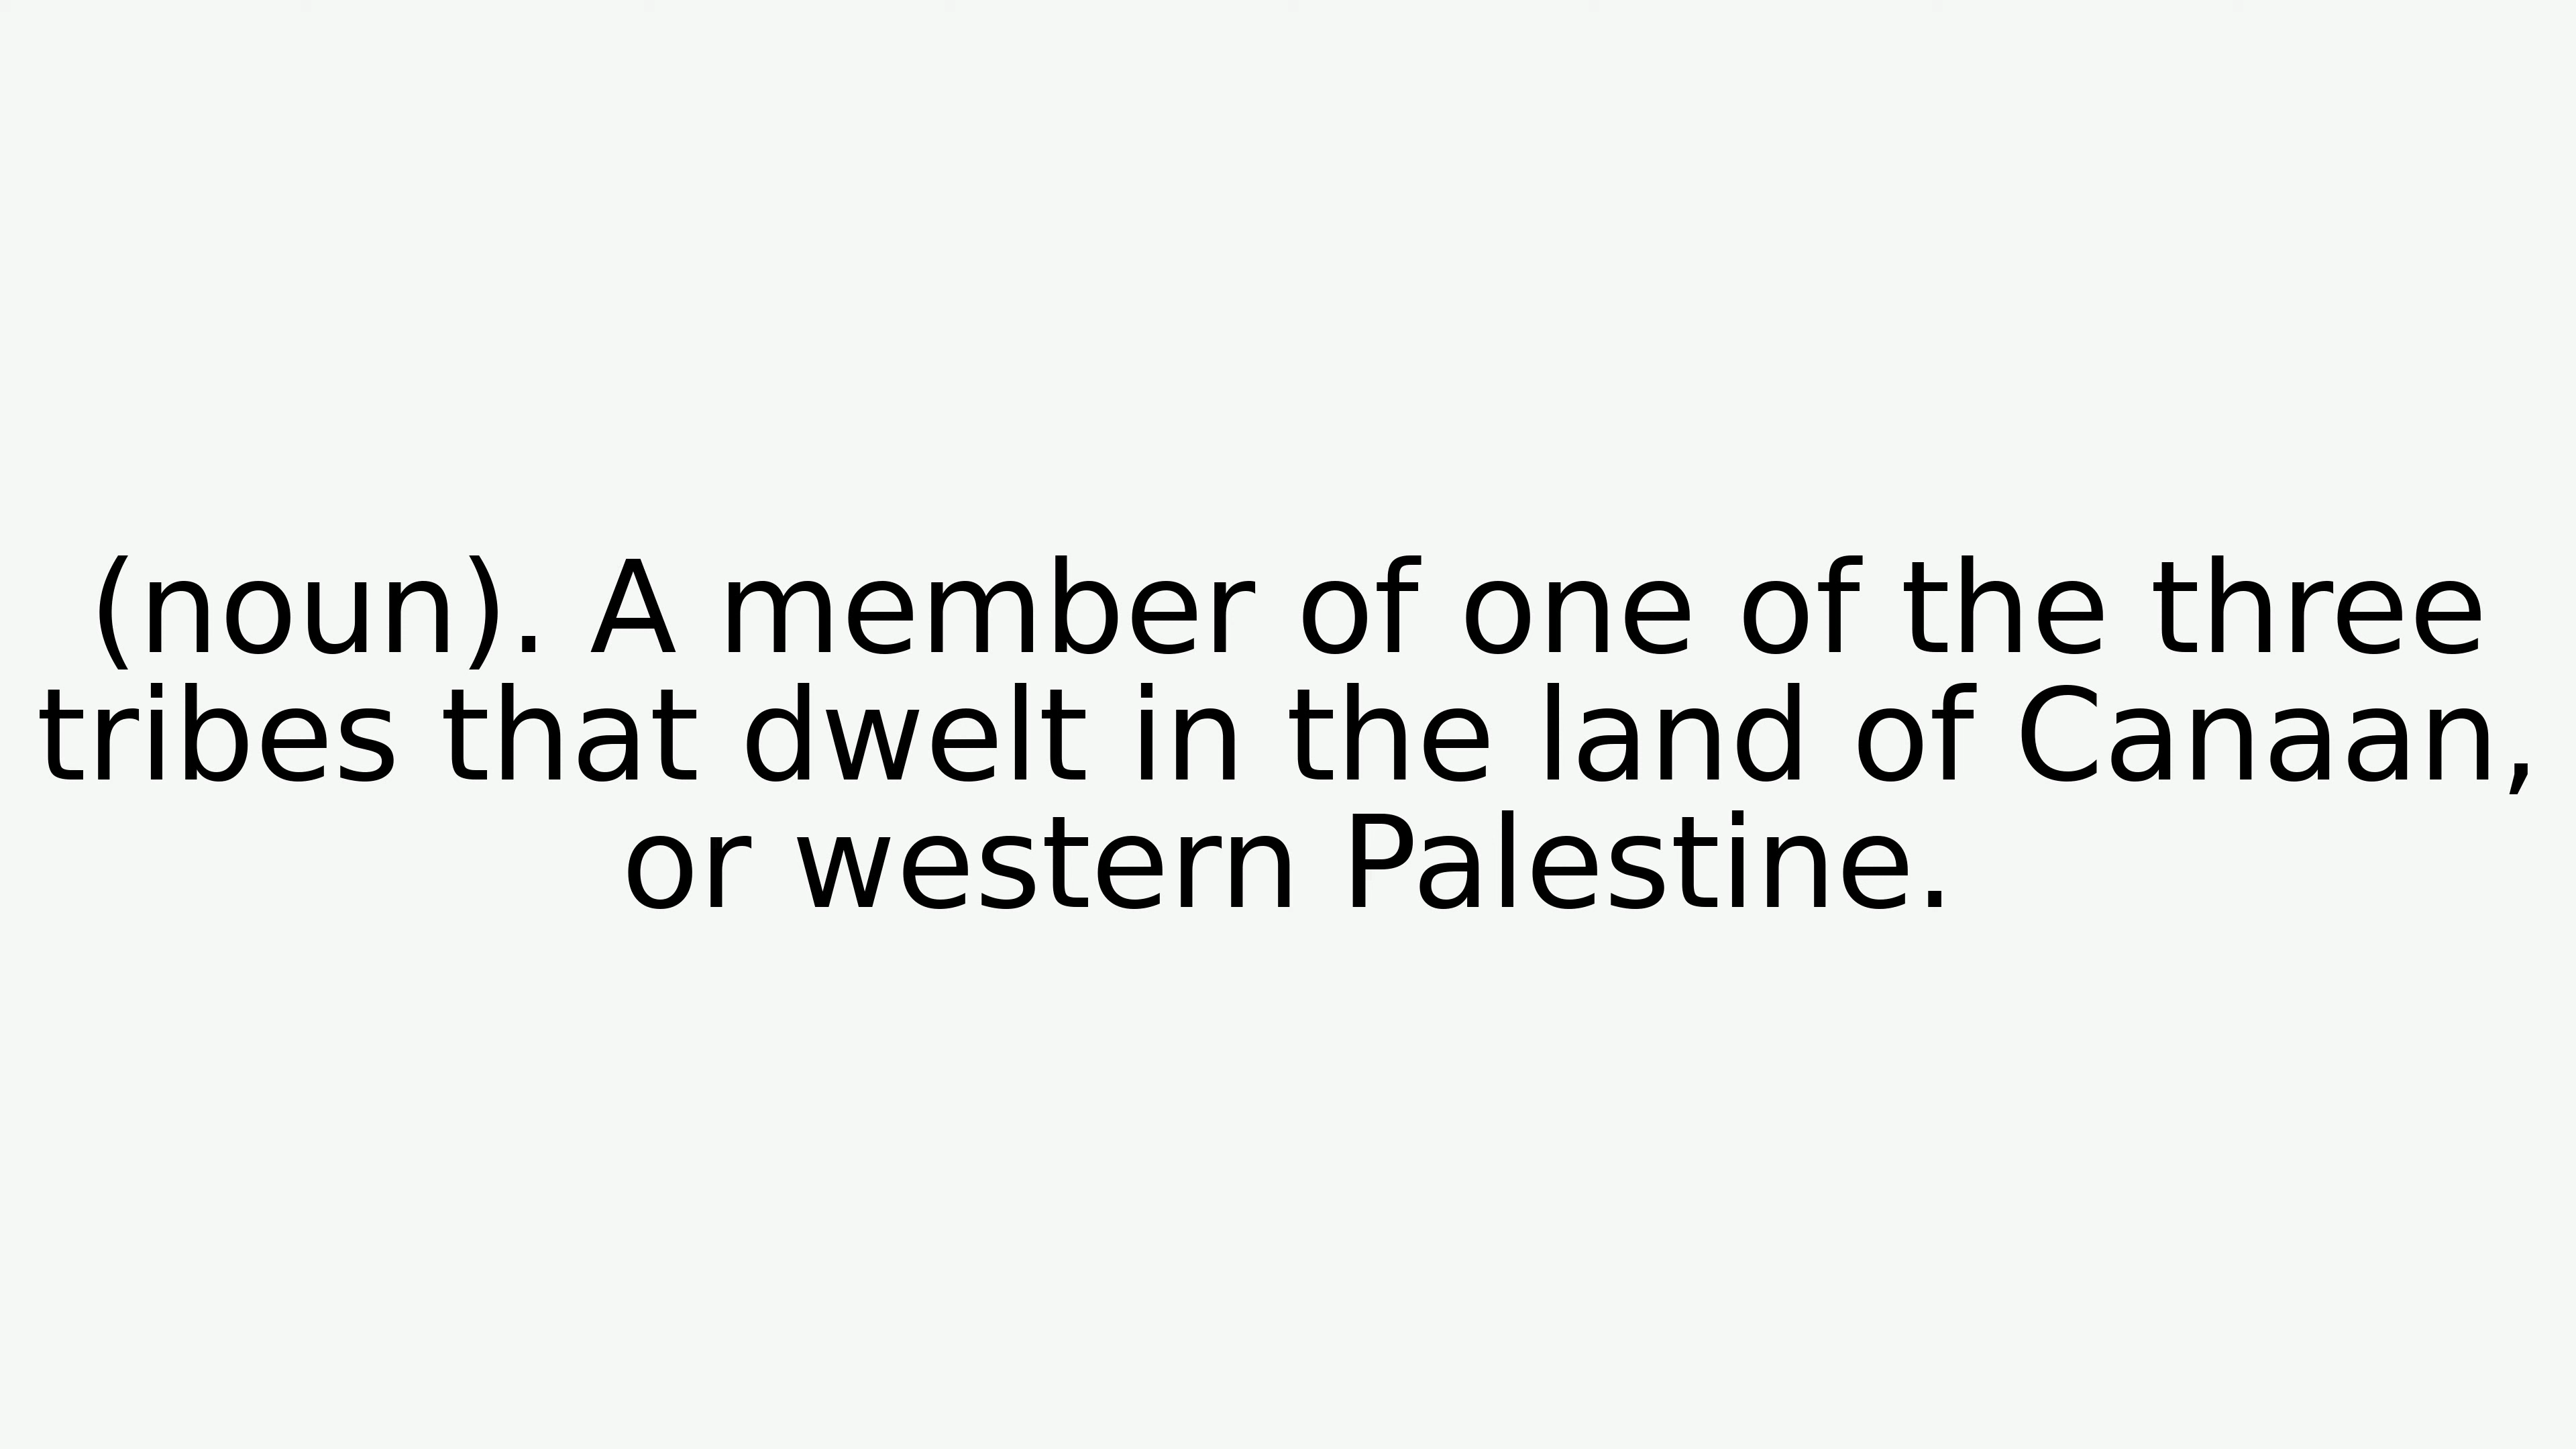 (noun). A member of one of the three
tribes that dwelt in the land of Canaan,
or western Palestine.